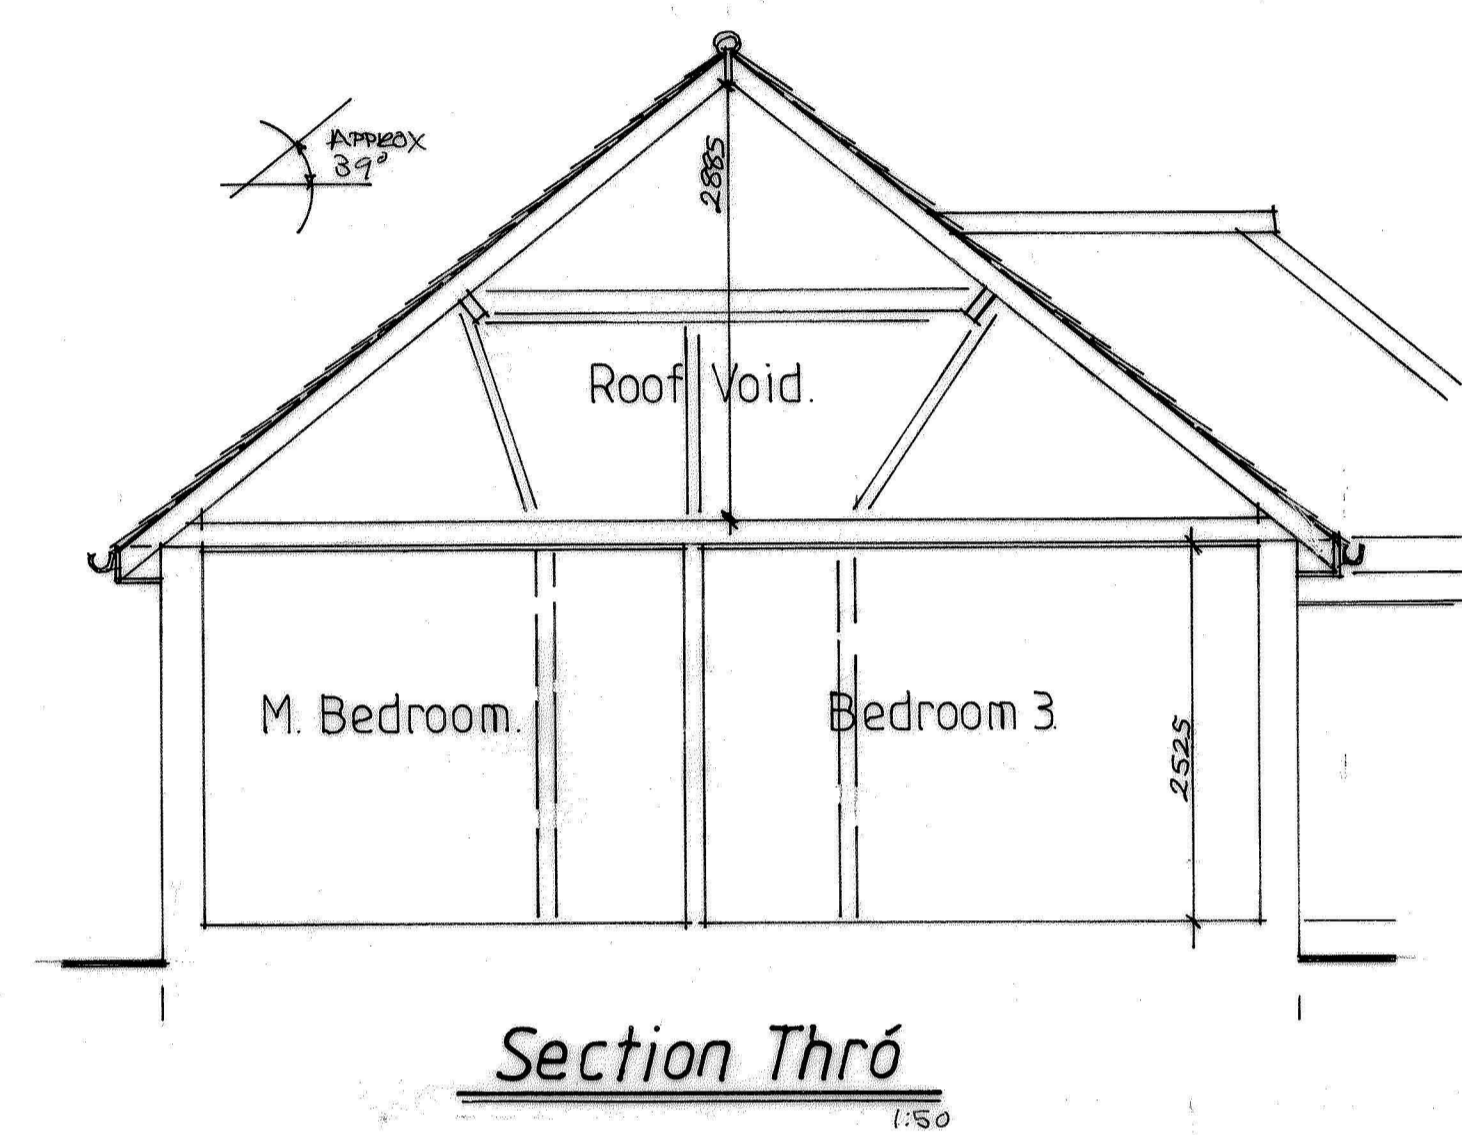 APPROX
39°
2885
Roof Void.
M. Bedroom.
Bedroom 3.
2525
Section Thró
1:50